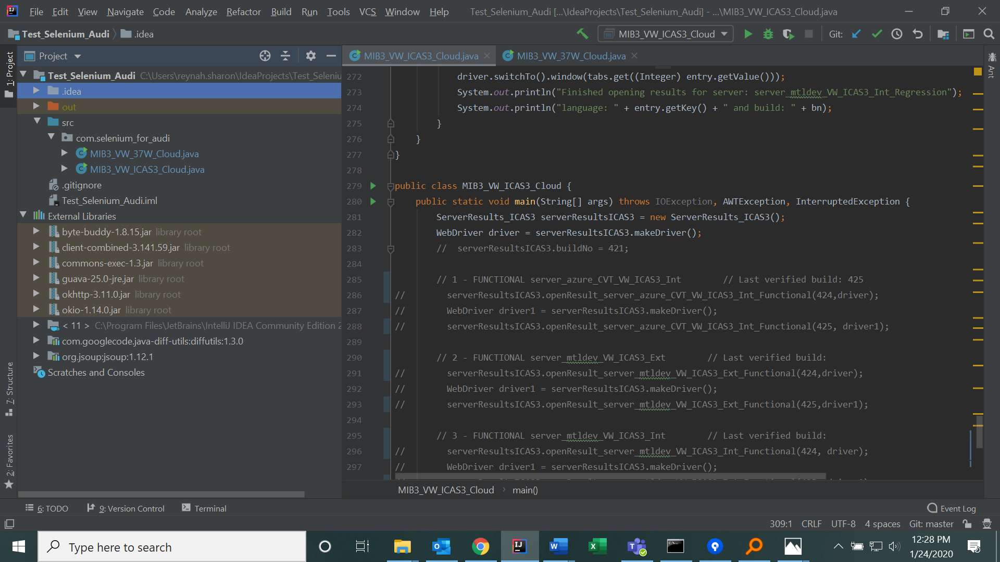 File Edit View Navigate Code Analyze Refactor Build Run Tools VCS Window Help Test_Selenium_Audi [...\IdeaProjects\Test_Selenium_Audi] - ...\MIB3_VW_ICAS3_Cloud.java
Test_Selenium_Audi .idea MIB3_VW_ICAS3_Cloud Git:
1: Project
7: Structure
2: Favorites
Project
Test_Selenium_Audi C:\Users\reynah.sharon\IdeaProjects\Test_Seleniu
.idea
out
src
com.selenium_for_audi
MIB3_VW_37W_Cloud.java
MIB3_VW_ICAS3_Cloud.java
.gitignore
Test_Selenium_Audi.iml
External Libraries
byte-buddy-1.8.15.jar library root
client-combined-3.141.59.jar library root
commons-exec-1.3.jar library root
guava-25.0-jre.jar library root
okhttp-3.11.0.jar library root
okio-1.14.0.jar library root
< 11 > C:\Program Files\JetBrains\IntelliJ IDEA Community Edition 2
com.googlecode.java-diff-utils:diffutils:1.3.0
org.jsoup:jsoup:1.12.1
Scratches and Consoles
MIB3_VW_ICAS3_Cloud.java MIB3_VW_37W_Cloud.java
272 driver.switchTo().window(tabs.get((Integer) entry.getValue()));
273 System.out.println("Finished opening results for server: server_mtldev_VW_ICAS3_Int_Regression");
274 System.out.println("language: " + entry.getKey() + " and build: " + bn);
275 }
276 }
277 }
278
279 public class MIB3_VW_ICAS3_Cloud {
280 public static void main(String[] args) throws IOException, AWTException, InterruptedException {
281 ServerResults_ICAS3 serverResultsICAS3 = new ServerResults_ICAS3();
282 WebDriver driver = serverResultsICAS3.makeDriver();
283 // serverResultsICAS3.buildNo = 421;
284
285 // 1 - FUNCTIONAL server_azure_CVT_VW_ICAS3_Int // Last verified build: 425
286 // serverResultsICAS3.openResult_server_azure_CVT_VW_ICAS3_Int_Functional(424,driver);
287 // WebDriver driver1 = serverResultsICAS3.makeDriver();
288 // serverResultsICAS3.openResult_server_azure_CVT_VW_ICAS3_Int_Functional(425, driver1);
289
290 // 2 - FUNCTIONAL server_mtldev_VW_ICAS3_Ext // Last verified build:
291 // serverResultsICAS3.openResult_server_mtldev_VW_ICAS3_Ext_Functional(424,driver);
292 // WebDriver driver1 = serverResultsICAS3.makeDriver();
293 // serverResultsICAS3.openResult_server_mtldev_VW_ICAS3_Ext_Functional(425,driver1);
294
295 // 3 - FUNCTIONAL server_mtldev_VW_ICAS3_Int // Last verified build:
296 // serverResultsICAS3.openResult_server_mtldev_VW_ICAS3_Int_Functional(424, driver);
297 // WebDriver driver1 = serverResultsICAS3.makeDriver();
Ant
MIB3_VW_ICAS3_Cloud main()
6: TODO 9: Version Control Terminal Event Log
309:1 CRLF UTF-8 4 spaces Git: master
Type here to search
12:28 PM
1/24/2020